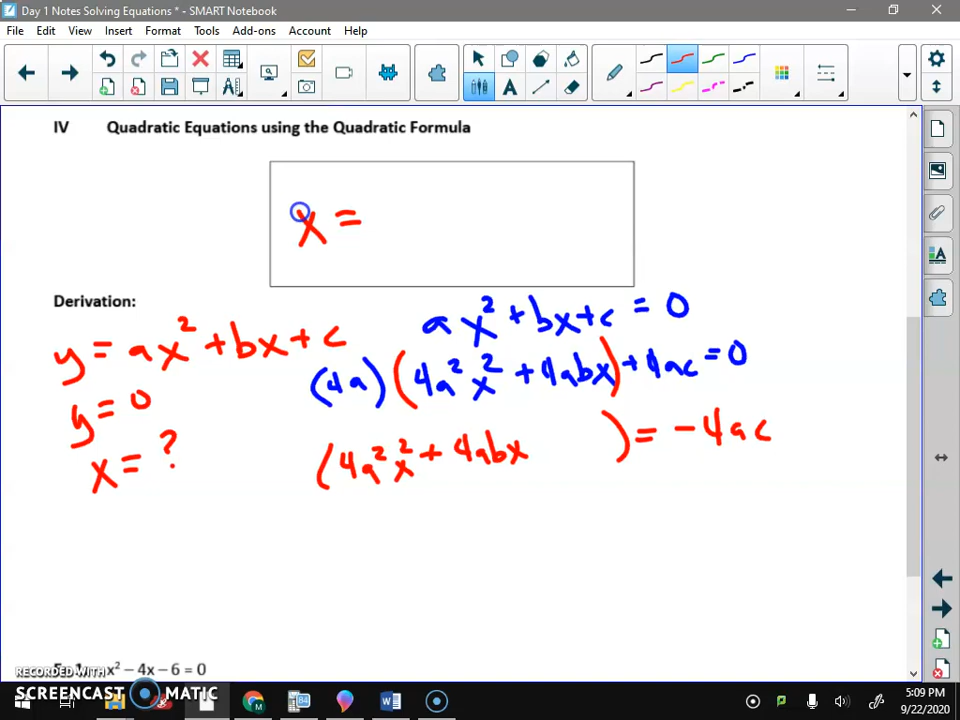 Day 1 Notes Solving Equations * - SMART Notebook
File Edit View Insert Format Tools Add-ons Account Help
IV Quadratic Equations using the Quadratic Formula
x =
Derivation:
y = ax² + bx + c
y = 0
x = ?
ax² + bx + c = 0
(4a) (4a²x² + 4abx) + 4ac = 0
(4a²x² + 4abx ) = -4ac
x² – 4x – 6 = 0
RECORDED WITH
SCREENCAST MATIC
84
5:09 PM
9/22/2020